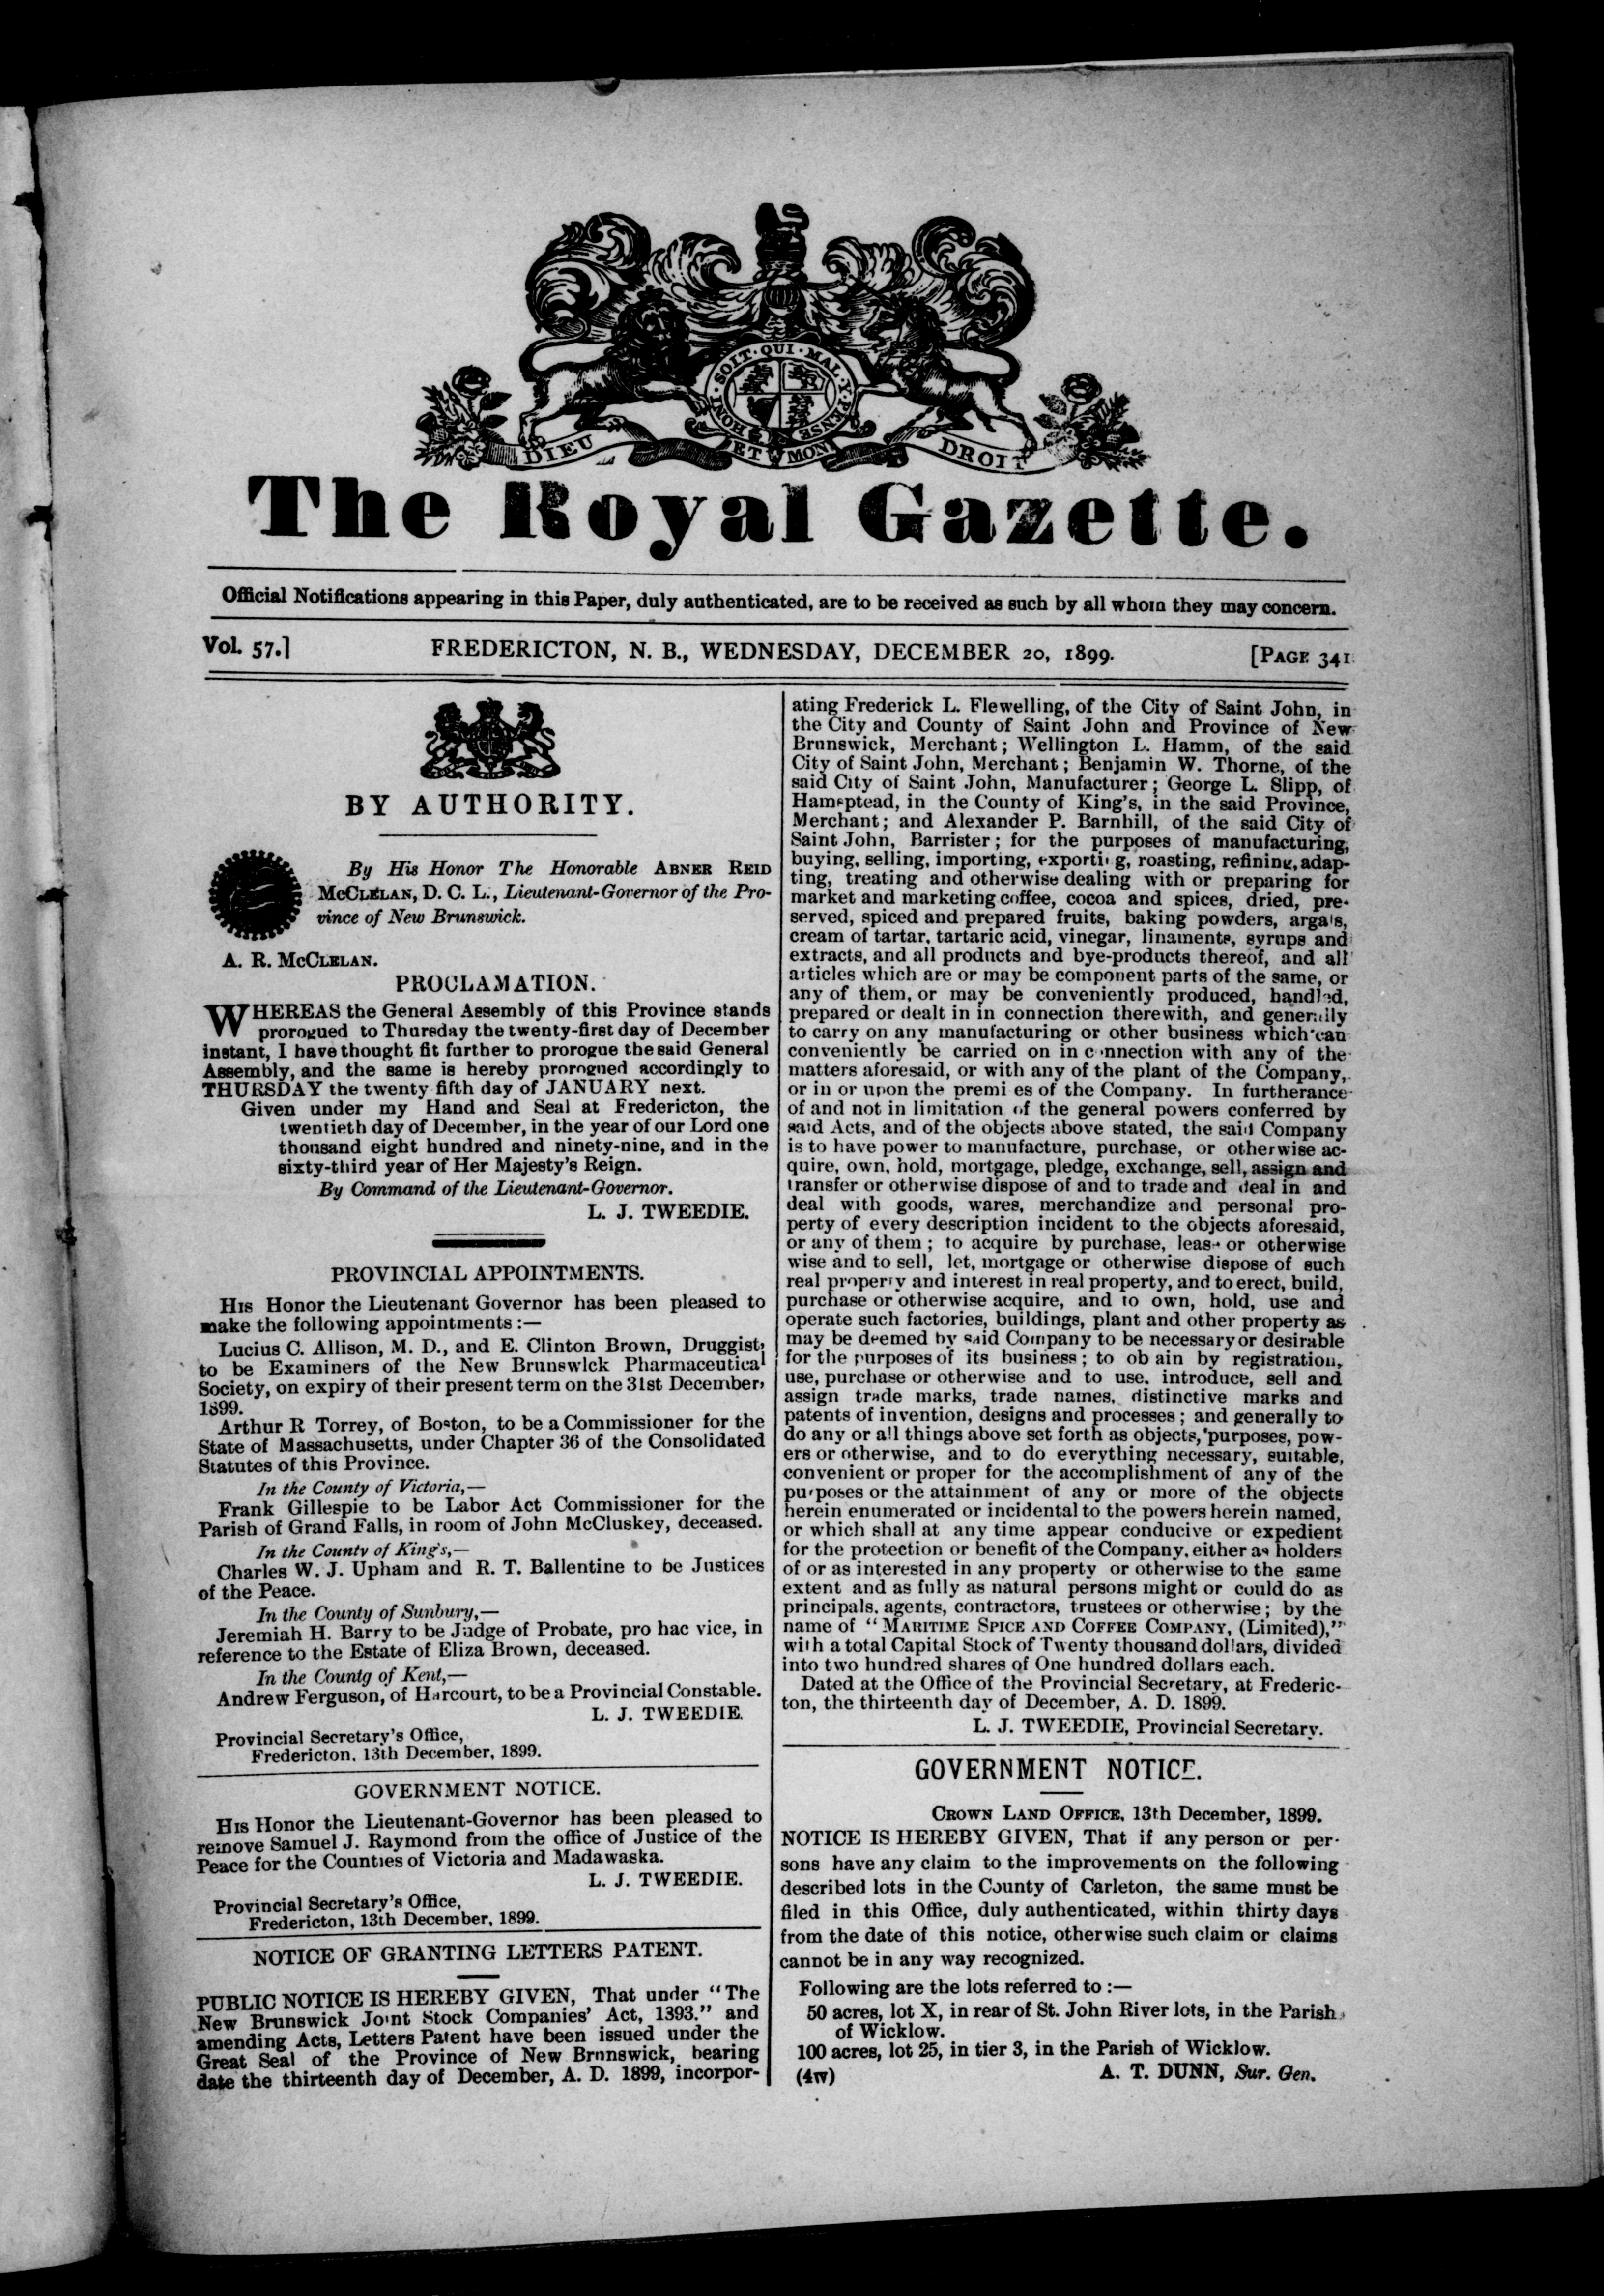 HONI · SOIT · QUI · MAL · Y · PENSE
DIEU ET MON DROIT
The Royal Gazette.
Official Notifications appearing in this Paper, duly authenticated, are to be received as such by all whom they may concern.
Vol. 57.] FREDERICTON, N. B., WEDNESDAY, DECEMBER 20, 1899. [PAGE 341
BY AUTHORITY.
By His Honor The Honorable ABNER REID
MCCLELAN, D. C. L., Lieutenant-Governor of the Pro-
vince of New Brunswick.
A. R. MCCLELAN.
PROCLAMATION.
WHEREAS the General Assembly of this Province stands
prorogued to Thursday the twenty-first day of December
instant, I have thought fit further to prorogue the said General
Assembly, and the same is hereby prorogued accordingly to
THURSDAY the twenty fifth day of JANUARY next.
Given under my Hand and Seal at Fredericton, the
twentieth day of December, in the year of our Lord one
thousand eight hundred and ninety-nine, and in the
sixty-third year of Her Majesty's Reign.
By Command of the Lieutenant-Governor.
L. J. TWEEDIE.
PROVINCIAL APPOINTMENTS.
HIS Honor the Lieutenant Governor has been pleased to
make the following appointments :—
Lucius C. Allison, M. D., and E. Clinton Brown, Druggist,
to be Examiners of the New Brunswick Pharmaceutical
Society, on expiry of their present term on the 31st December,
1899.
Arthur R Torrey, of Boston, to be a Commissioner for the
State of Massachusetts, under Chapter 36 of the Consolidated
Statutes of this Province.
In the County of Victoria,—
Frank Gillespie to be Labor Act Commissioner for the
Parish of Grand Falls, in room of John McCluskey, deceased.
In the County of King's,—
Charles W. J. Upham and R. T. Ballentine to be Justices
of the Peace.
In the County of Sunbury,—
Jeremiah H. Barry to be Judge of Probate, pro hac vice, in
reference to the Estate of Eliza Brown, deceased.
In the Countg of Kent,—
Andrew Ferguson, of Harcourt, to be a Provincial Constable.
L. J. TWEEDIE.
Provincial Secretary's Office,
Fredericton, 13th December, 1899.
GOVERNMENT NOTICE.
HIS Honor the Lieutenant-Governor has been pleased to
remove Samuel J. Raymond from the office of Justice of the
Peace for the Counties of Victoria and Madawaska.
L. J. TWEEDIE.
Provincial Secretary's Office,
Fredericton, 13th December, 1899.
NOTICE OF GRANTING LETTERS PATENT.
PUBLIC NOTICE IS HEREBY GIVEN, That under "The
New Brunswick Joint Stock Companies' Act, 1393." and
amending Acts, Letters Patent have been issued under the
Great Seal of the Province of New Brunswick, bearing
date the thirteenth day of December, A. D. 1899, incorpor-
ating Frederick L. Flewelling, of the City of Saint John, in
the City and County of Saint John and Province of New
Brunswick, Merchant; Wellington L. Hamm, of the said
City of Saint John, Merchant; Benjamin W. Thorne, of the
said City of Saint John, Manufacturer; George L. Slipp, of
Hampstead, in the County of King's, in the said Province,
Merchant; and Alexander P. Barnhill, of the said City of
Saint John, Barrister; for the purposes of manufacturing,
buying, selling, importing, exporting, roasting, refining, adap-
ting, treating and otherwise dealing with or preparing for
market and marketing coffee, cocoa and spices, dried, pre-
served, spiced and prepared fruits, baking powders, argals,
cream of tartar, tartaric acid, vinegar, linaments, syrups and
extracts, and all products and bye-products thereof, and all
articles which are or may be component parts of the same, or
any of them, or may be conveniently produced, handled,
prepared or dealt in in connection therewith, and generally
to carry on any manufacturing or other business which can
conveniently be carried on in connection with any of the
matters aforesaid, or with any of the plant of the Company,
or in or upon the premi es of the Company. In furtherance
of and not in limitation of the general powers conferred by
said Acts, and of the objects above stated, the said Company
is to have power to manufacture, purchase, or otherwise ac-
quire, own, hold, mortgage, pledge, exchange, sell, assign and
transfer or otherwise dispose of and to trade and deal in and
deal with goods, wares, merchandize and personal pro-
perty of every description incident to the objects aforesaid,
or any of them; to acquire by purchase, lease or otherwise
wise and to sell, let, mortgage or otherwise dispose of such
real property and interest in real property, and to erect, build,
purchase or otherwise acquire, and to own, hold, use and
operate such factories, buildings, plant and other property as
may be deemed by said Company to be necessary or desirable
for the purposes of its business; to ob ain by registration,
use, purchase or otherwise and to use, introduce, sell and
assign trade marks, trade names, distinctive marks and
patents of invention, designs and processes; and generally to
do any or all things above set forth as objects, purposes, pow-
ers or otherwise, and to do everything necessary, suitable,
convenient or proper for the accomplishment of any of the
purposes or the attainment of any or more of the objects
herein enumerated or incidental to the powers herein named,
or which shall at any time appear conducive or expedient
for the protection or benefit of the Company, either as holders
of or as interested in any property or otherwise to the same
extent and as fully as natural persons might or could do as
principals, agents, contractors, trustees or otherwise; by the
name of "MARITIME SPICE AND COFFEE COMPANY, (Limited),"
with a total Capital Stock of Twenty thousand dollars, divided
into two hundred shares of One hundred dollars each.
Dated at the Office of the Provincial Secretary, at Frederic-
ton, the thirteenth day of December, A. D. 1899.
L. J. TWEEDIE, Provincial Secretary.
GOVERNMENT NOTICE.
CROWN LAND OFFICE, 13th December, 1899.
NOTICE IS HEREBY GIVEN, That if any person or per-
sons have any claim to the improvements on the following
described lots in the County of Carleton, the same must be
filed in this Office, duly authenticated, within thirty days
from the date of this notice, otherwise such claim or claims
cannot be in any way recognized.
Following are the lots referred to :—
50 acres, lot X, in rear of St. John River lots, in the Parish
of Wicklow.
100 acres, lot 25, in tier 3, in the Parish of Wicklow.
(4w) A. T. DUNN, Sur. Gen.